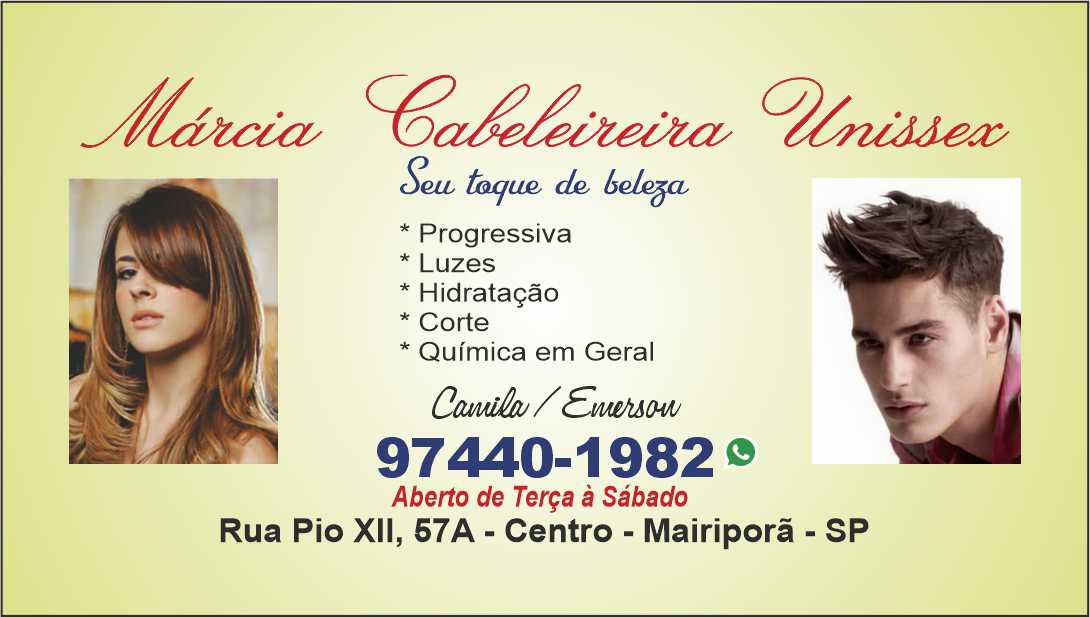 Márcia Cabeleireira Unissex
Seu toque de beleza
* Progressiva
* Luzes
* Hidratação
* Corte
* Química em Geral
Camila / Emerson
97440-1982
Aberto de Terça à Sábado
Rua Pio XII, 57A - Centro - Mairiporã - SP